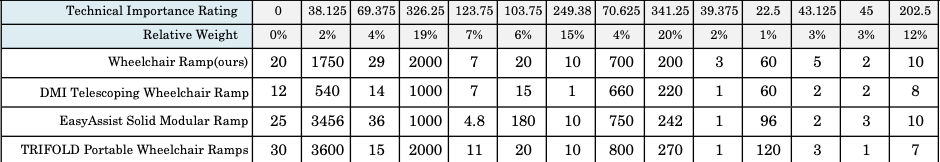 Technical Importance Rating 0 38.125 69.375 326.25 123.75 103.75 249.38 70.625 341.25 39.375 22.5 43.125 45 202.5
Relative Weight 0% 2% 4% 19% 7% 6% 15% 4% 20% 2% 1% 3% 3% 12%
Wheelchair Ramp(ours) 20 1750 29 2000 7 20 10 700 200 3 60 5 2 10
DMI Telescoping Wheelchair Ramp 12 540 14 1000 7 15 1 660 220 1 60 2 2 8
EasyAssist Solid Modular Ramp 25 3456 36 1000 4.8 180 10 750 242 1 96 2 3 10
TRIFOLD Portable Wheelchair Ramps 30 3600 15 2000 11 20 10 800 270 1 120 3 1 7